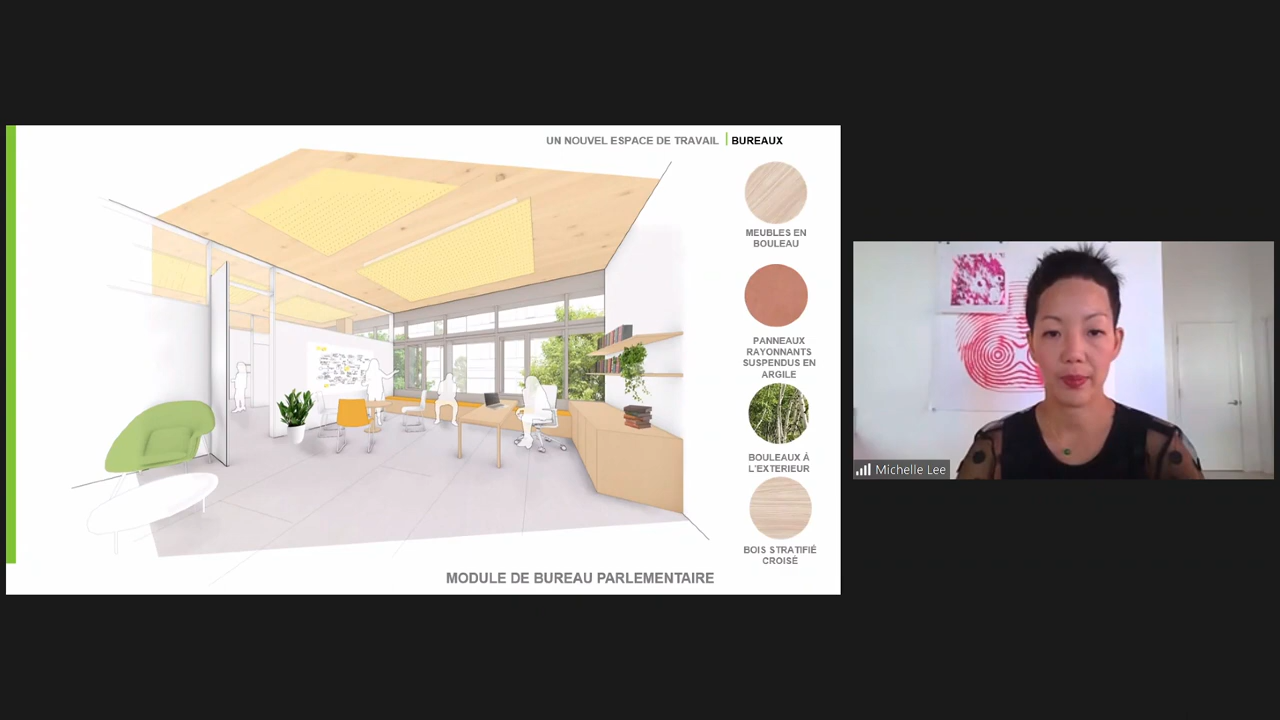 UN NOUVEL ESPACE DE TRAVAIL | BUREAUX
MEUBLES EN
BOULEAU
PANNEAUX
RAYONNANTS
SUSPENDUS EN
ARGILE
BOULEAUX À
L'EXTERIEUR
BOIS STRATIFIÉ
CROISÉ
MODULE DE BUREAU PARLEMENTAIRE
Michelle Lee